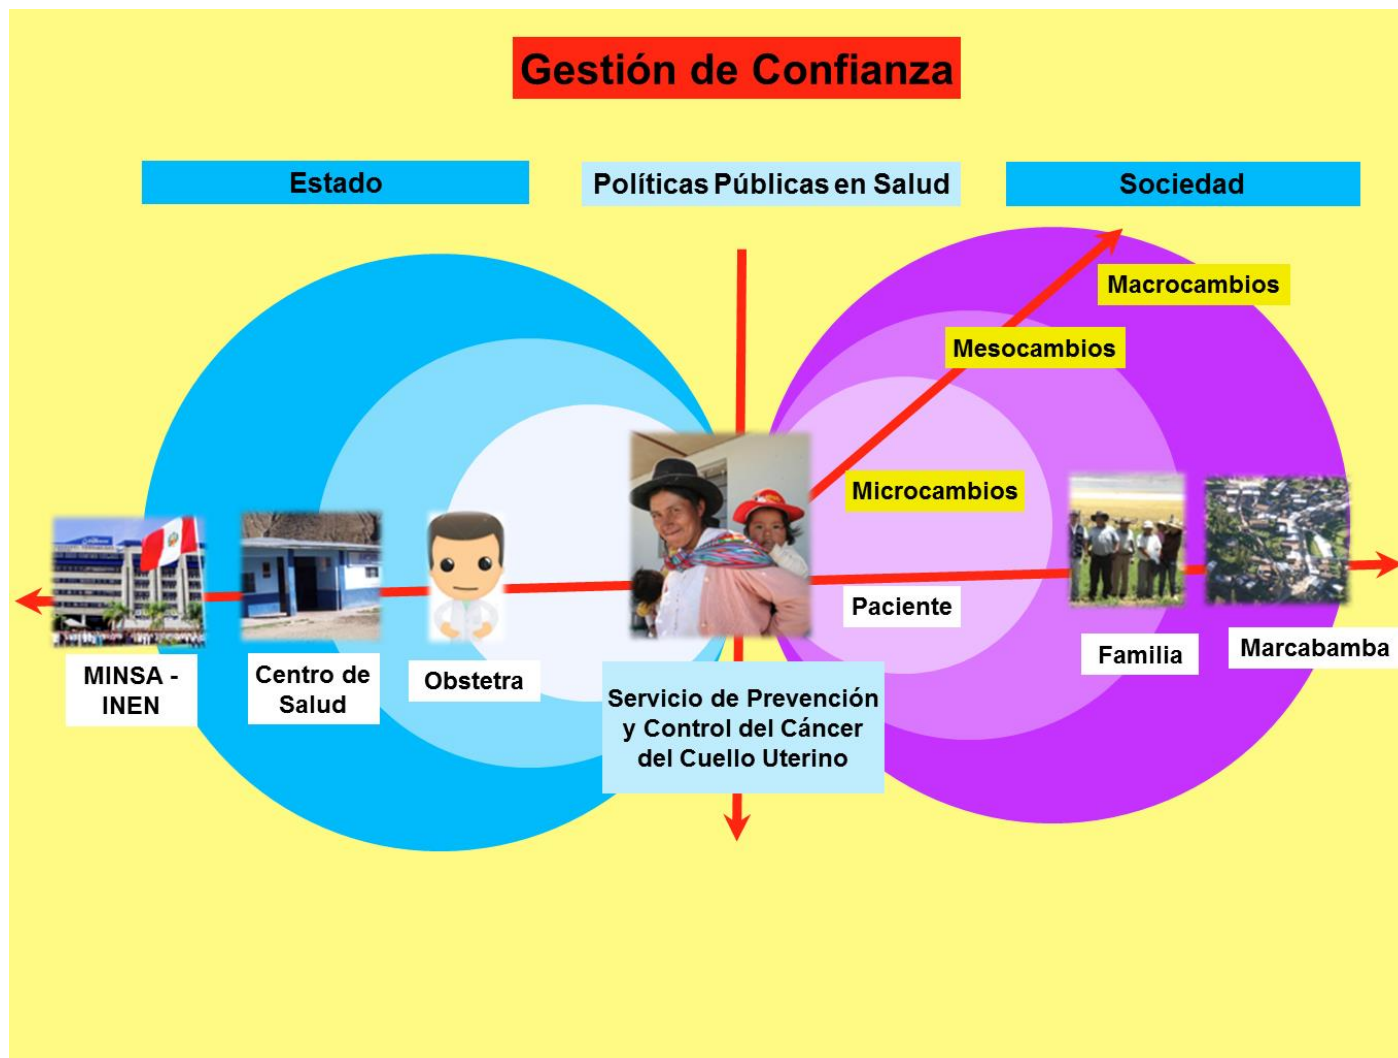 Gestión de Confianza
Estado
Políticas Públicas en Salud
Sociedad
Macrocambios
Mesocambios
Microcambios
Paciente
Familia
Marcabamba
MINSA -
INEN
Centro de
Salud
Obstetra
Servicio de Prevención
y Control del Cáncer
del Cuello Uterino